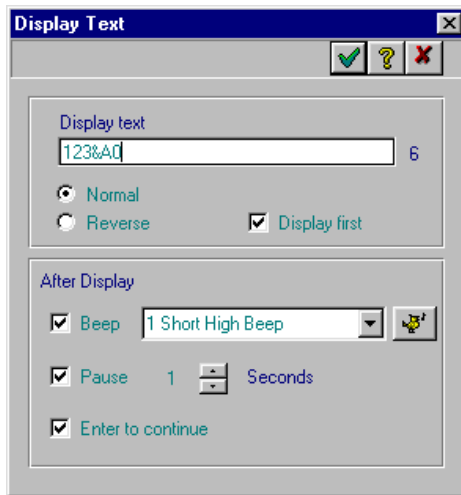 Display Text
Display text
123&A0 6
Normal
Reverse Display first
After Display
Beep 1 Short High Beep
Pause 1 Seconds
Enter to continue